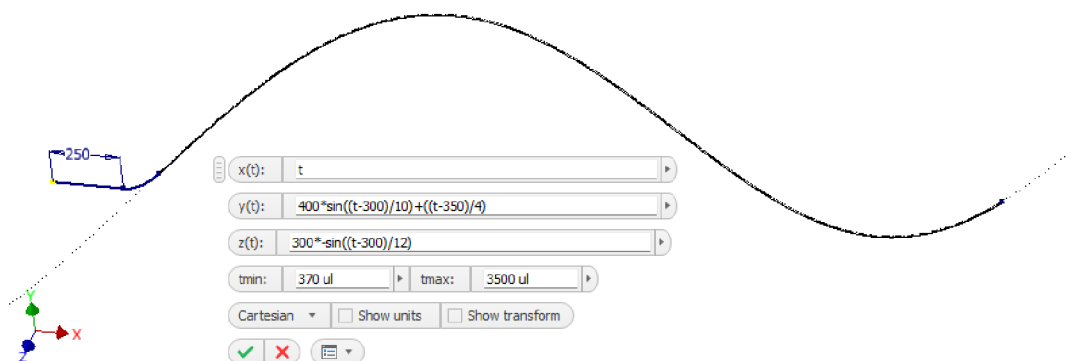 250
x(t): t
y(t): 400*sin((t-300)/10)+((t-350)/4)
z(t): 300*-sin((t-300)/12)
tmin: 370 ul tmax: 3500 ul
Cartesian Show units Show transform
Y
X
Z